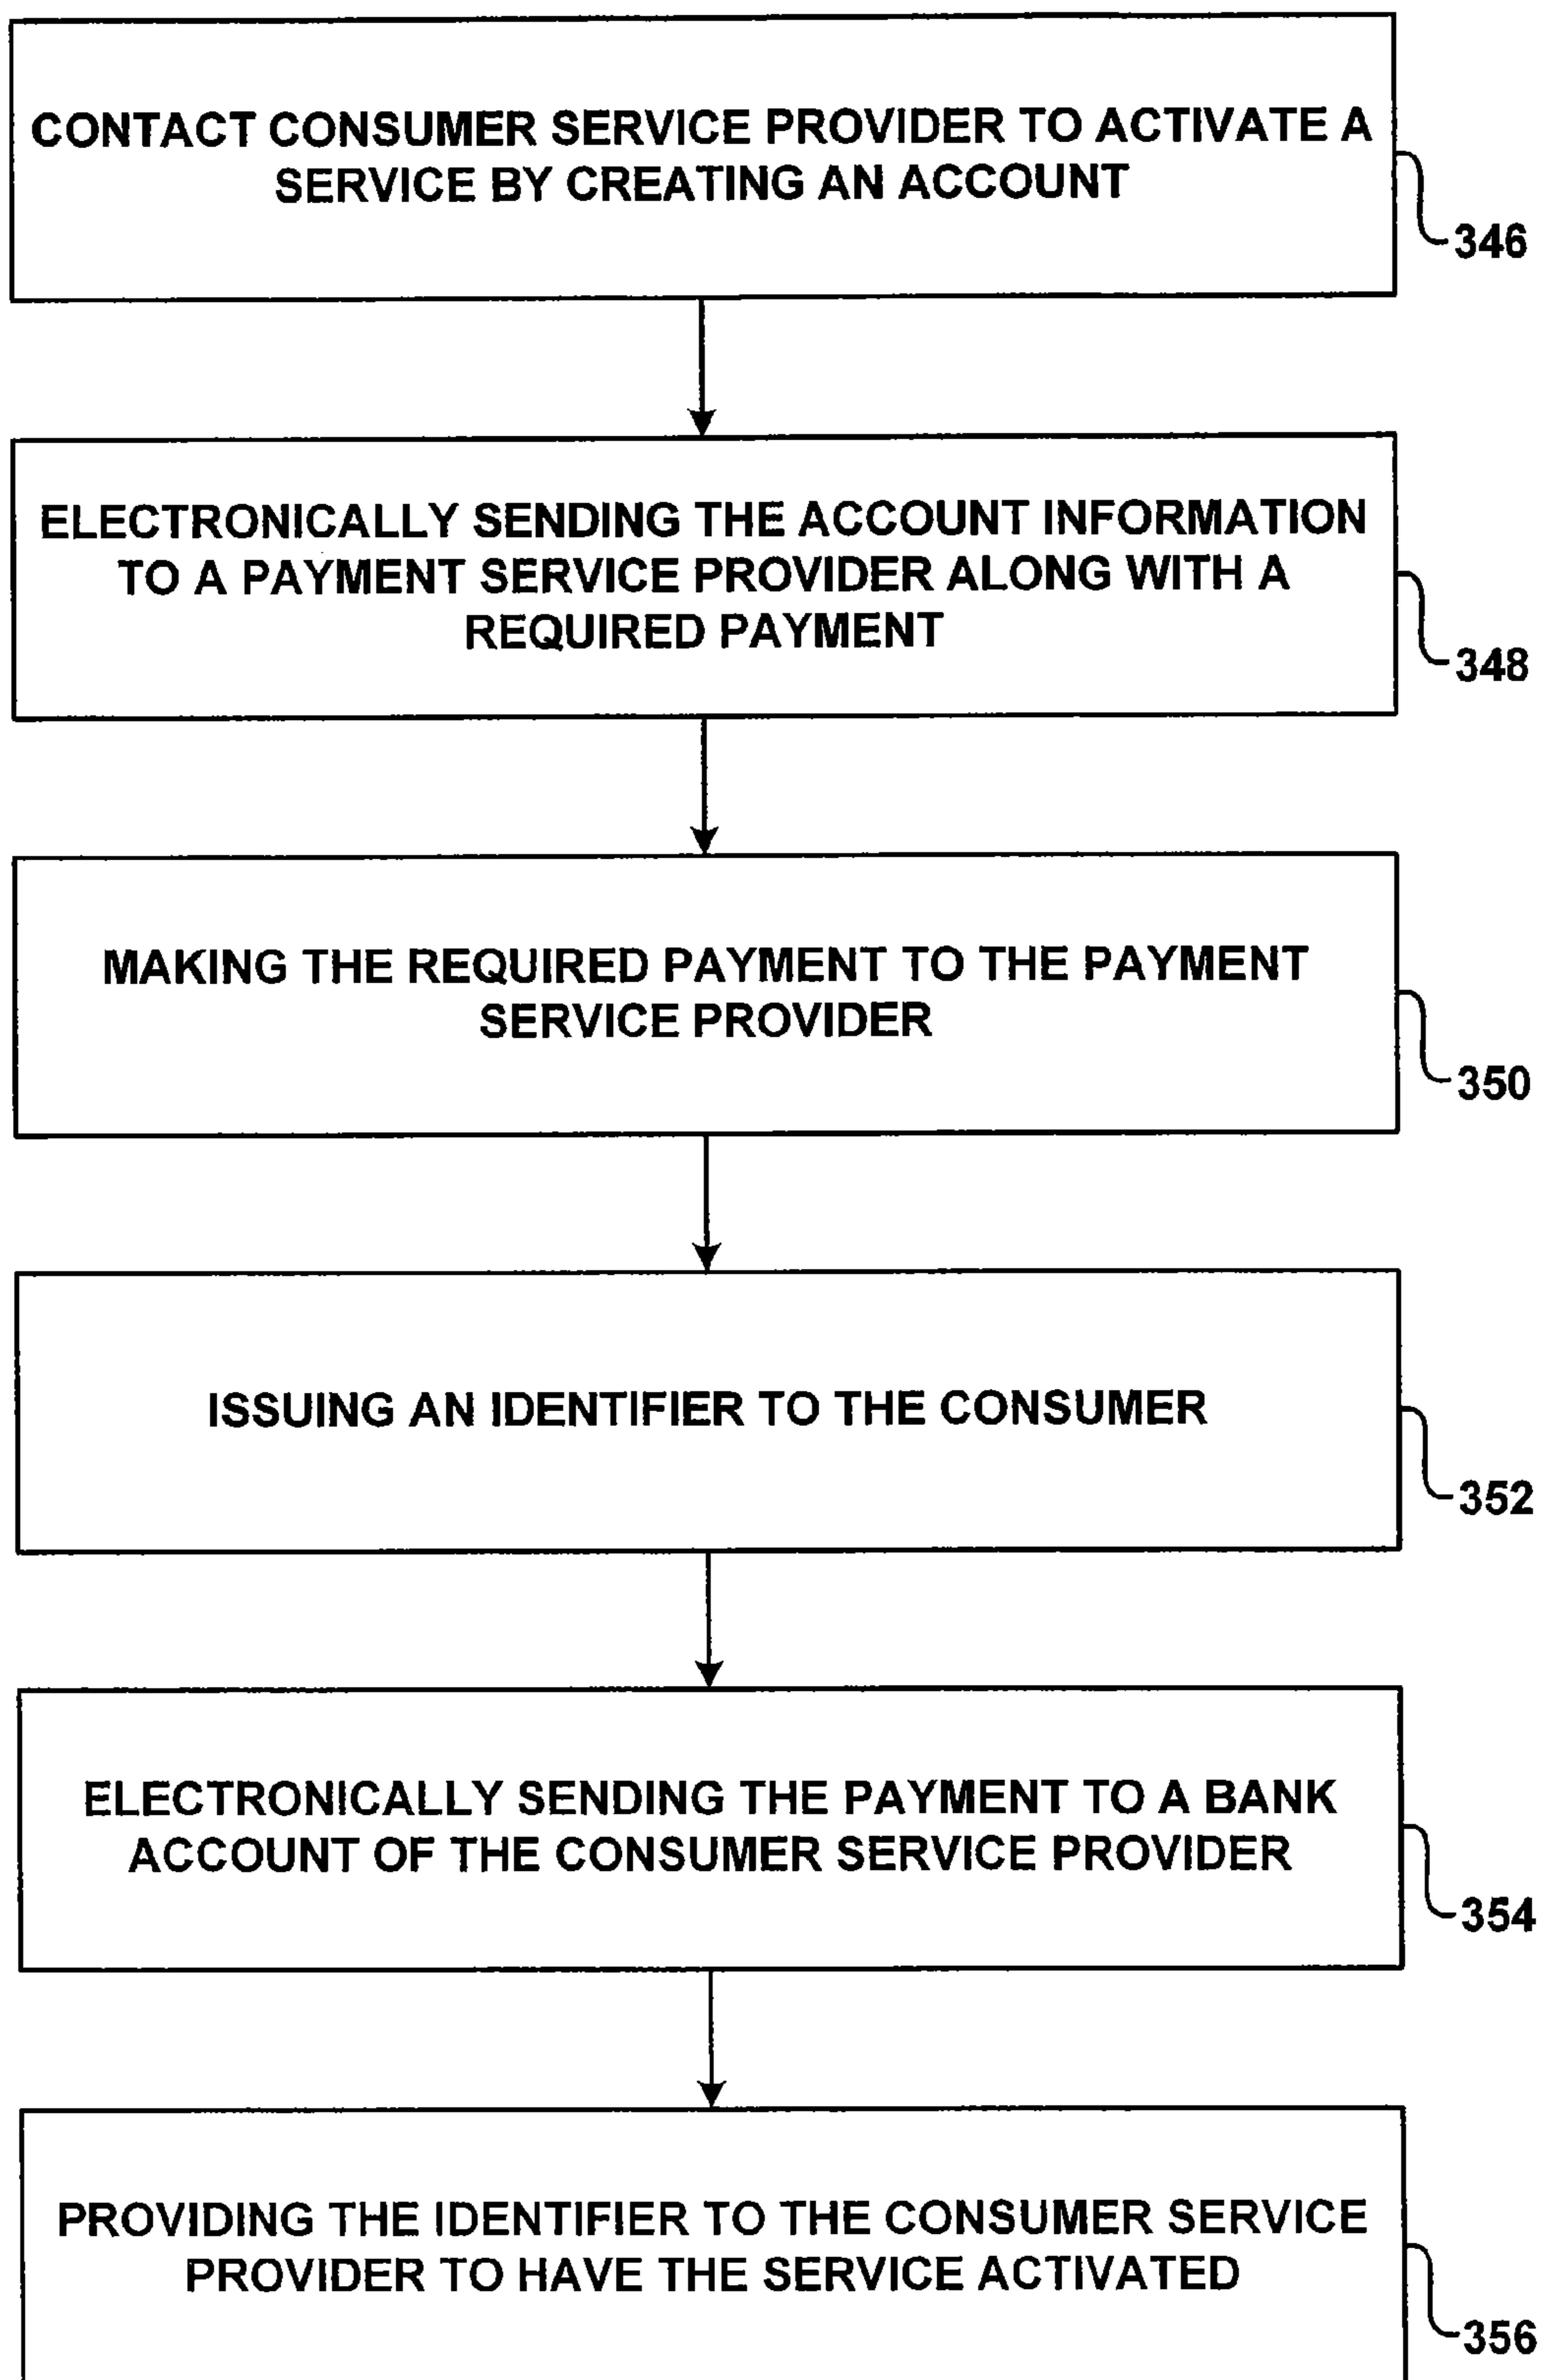 CONTACT CONSUMER SERVICE PROVIDER TO ACTIVATE A
SERVICE BY CREATING AN ACCOUNT
346
ELECTRONICALLY SENDING THE ACCOUNT INFORMATION
TO A PAYMENT SERVICE PROVIDER ALONG WITH A
REQUIRED PAYMENT
348
MAKING THE REQUIRED PAYMENT TO THE PAYMENT
SERVICE PROVIDER
350
ISSUING AN IDENTIFIER TO THE CONSUMER
352
ELECTRONICALLY SENDING THE PAYMENT TO A BANK
ACCOUNT OF THE CONSUMER SERVICE PROVIDER
354
PROVIDING THE IDENTIFIER TO THE CONSUMER SERVICE
PROVIDER TO HAVE THE SERVICE ACTIVATED
356